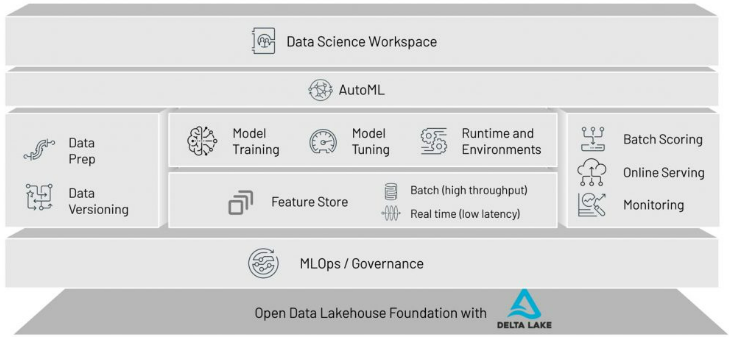 Data Science Workspace
AutoML
Data
Prep
Data
Versioning
Model
Training
Model
Tuning
Runtime and
Environments
Feature Store
Batch (high throughput)
Real time (low latency)
Batch Scoring
Online Serving
Monitoring
MLOps / Governance
Open Data Lakehouse Foundation with
DELTA LAKE